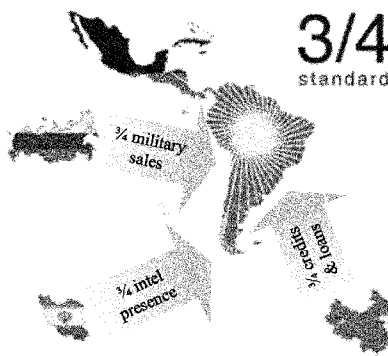 3/4
standard
¾ military
sales
¾ intel
presence
¾ credits
& loans